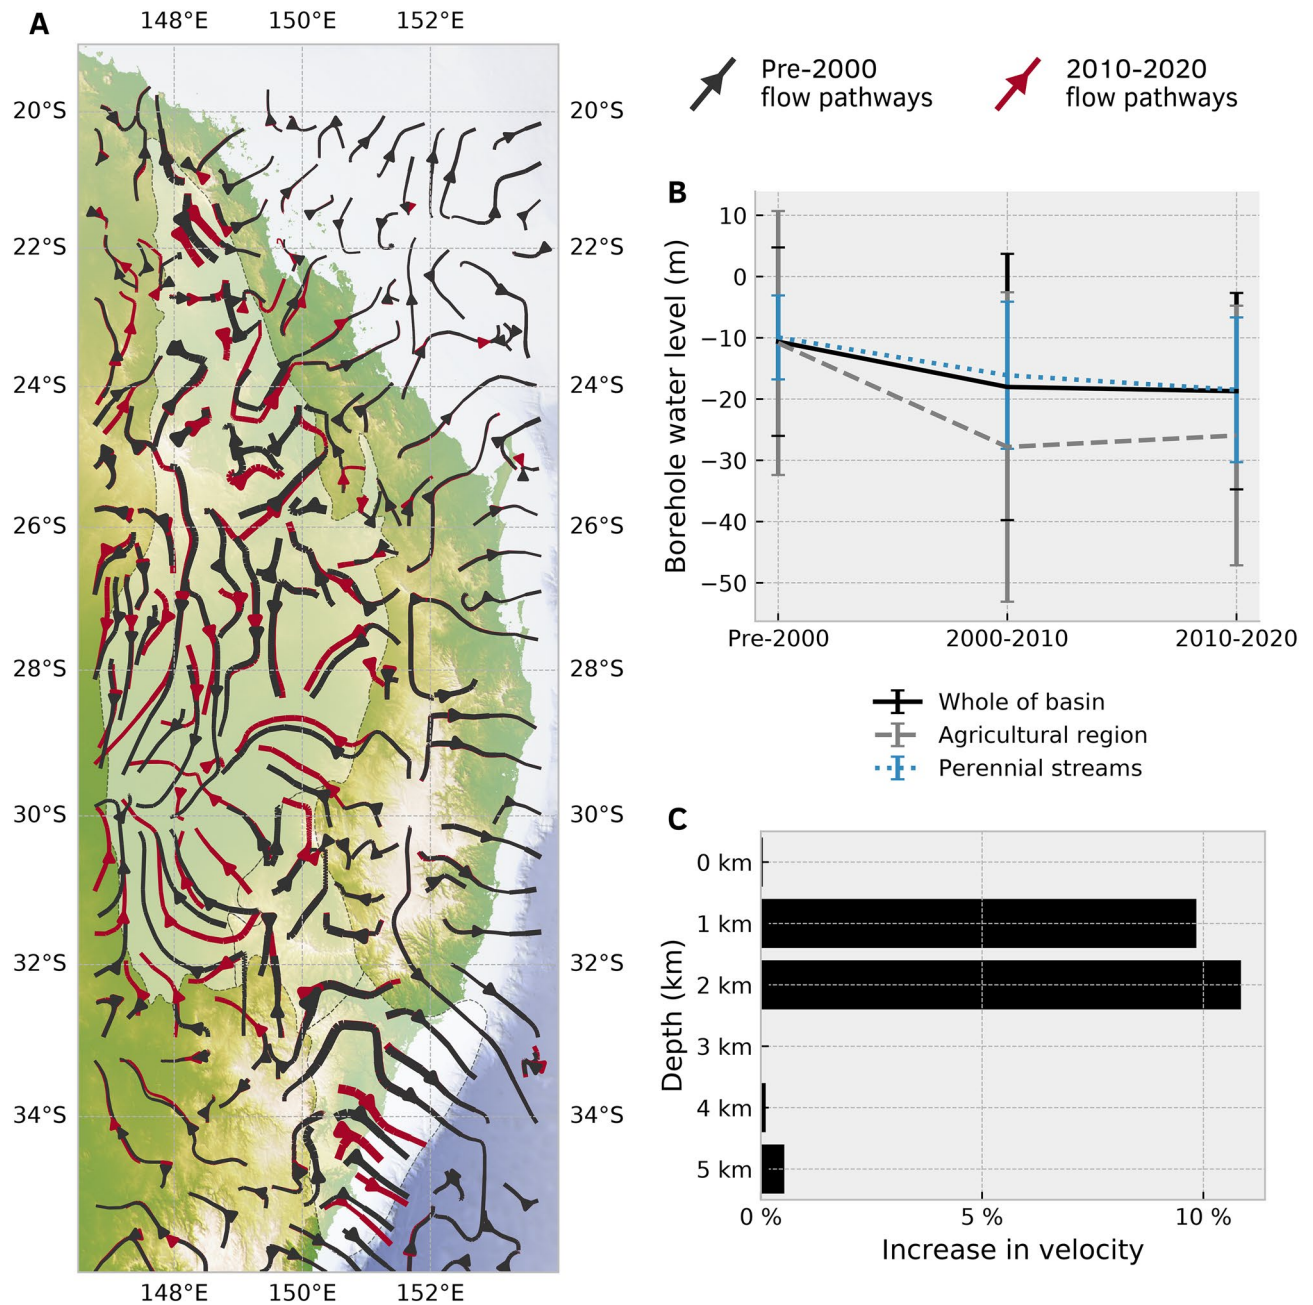 A
148°E 150°E 152°E
20°S 20°S
22°S 22°S
24°S 24°S
26°S 26°S
28°S 28°S
30°S 30°S
32°S 32°S
34°S 34°S
148°E 150°E 152°E
Pre-2000
flow pathways
2010-2020
flow pathways
B
Borehole water level (m)
10
0
−10
−20
−30
−40
−50
Pre-2000 2000-2010 2010-2020
Whole of basin
Agricultural region
Perennial streams
C
Depth (km)
0 km
1 km
2 km
3 km
4 km
5 km
0 % 5% 10 %
Increase in velocity